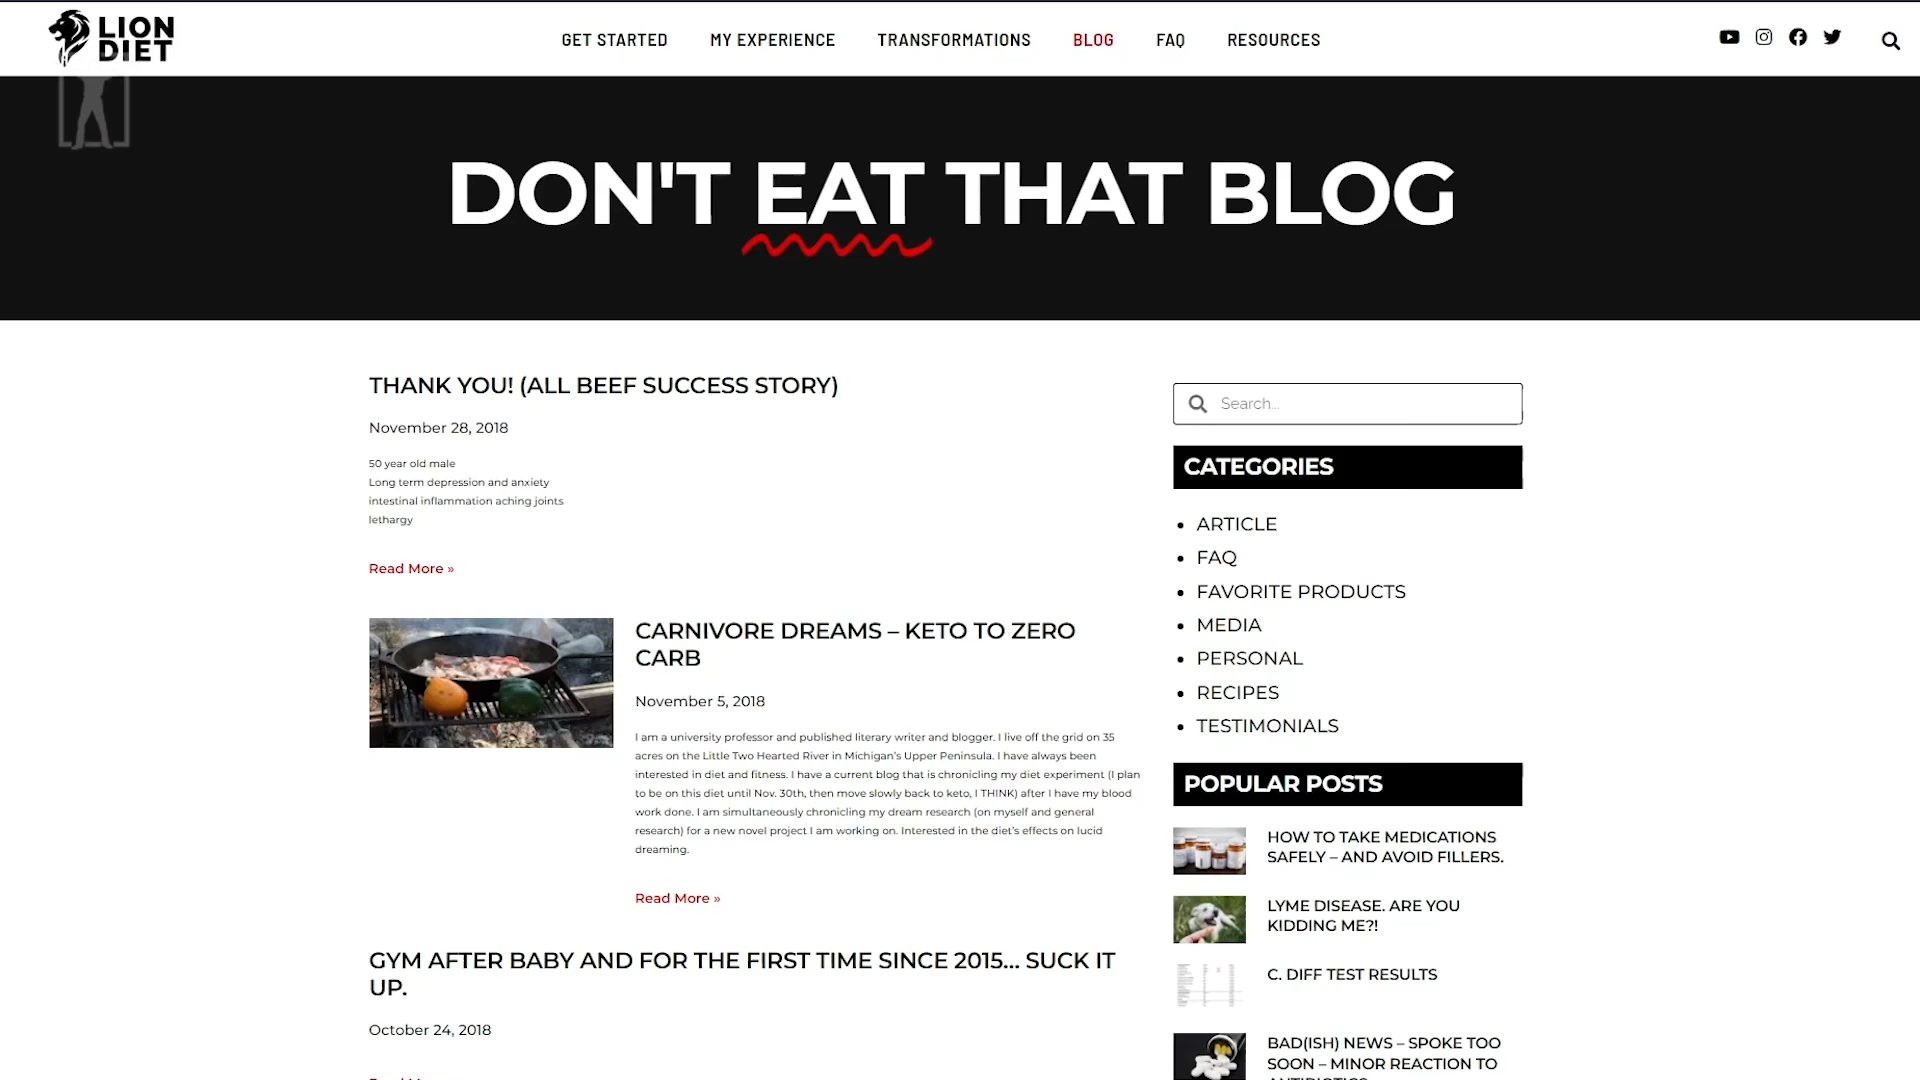 LION
DIET
GET STARTED
MY EXPERIENCE
TRANSFORMATIONS
BLOG
FAQ
RESOURCES
DON'T EAT THAT BLOG
THANK YOU! (ALL BEEF SUCCESS STORY)
November 28, 2018
50 year old male
Long term depression and anxiety
intestinal inflammation aching joints
lethargy
Read More »
CARNIVORE DREAMS – KETO TO ZERO
CARB
November 5, 2018
I am a university professor and published literary writer and blogger. I live off the grid on 35
acres on the Little Two Hearted River in Michigan's Upper Peninsula. I have always been
interested in diet and fitness. I have a current blog that is chronicling my diet experiment (I plan
to be on this diet until Nov. 30th, then move slowly back to keto, I THINK) after I have my blood
work done. I am simultaneously chronicling my dream research (on myself and general
research) for a new novel project I am working on. Interested in the diet's effects on lucid
dreaming.
Read More »
GYM AFTER BABY AND FOR THE FIRST TIME SINCE 2015... SUCK IT
UP.
October 24, 2018
Search...
CATEGORIES
ARTICLE
FAQ
FAVORITE PRODUCTS
MEDIA
PERSONAL
RECIPES
TESTIMONIALS
POPULAR POSTS
HOW TO TAKE MEDICATIONS
SAFELY – AND AVOID FILLERS.
LYME DISEASE. ARE YOU
KIDDING ME?!
C. DIFF TEST RESULTS
BAD(ISH) NEWS – SPOKE TOO
SOON – MINOR REACTION TO